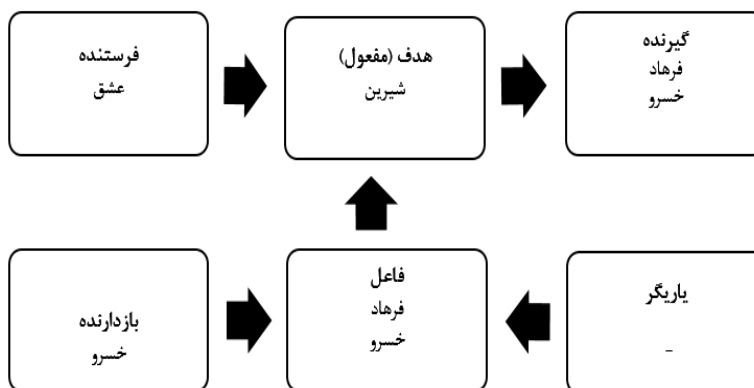 گیرنده
فرهاد
خسرو
هدف (مفعول)
شیرین
فرستنده
عشق
یاریگر
-
فاعل
فرهاد
خسرو
بازدارنده
خسرو